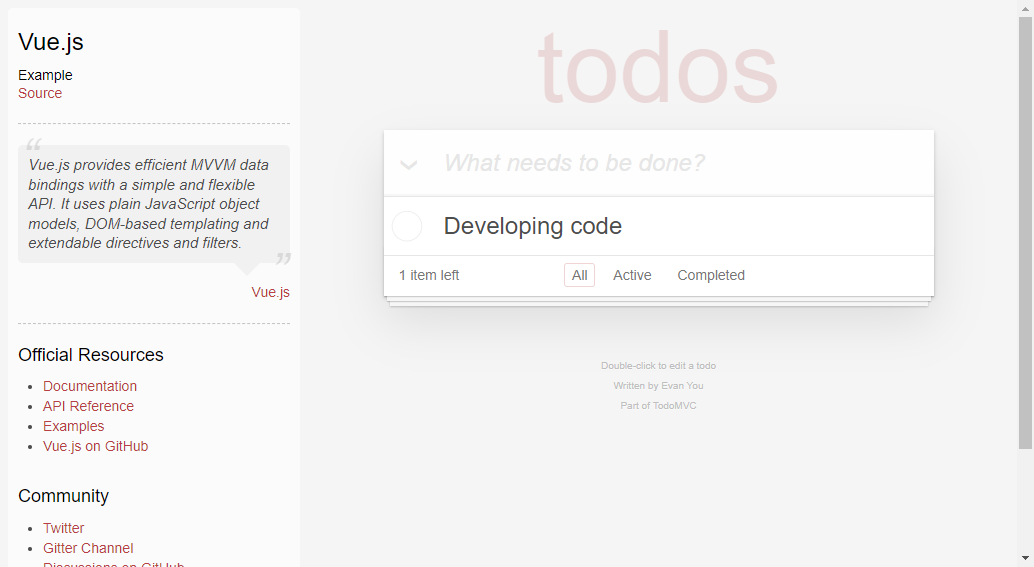 Vue.js
Example
Source
“
Vue.js provides efficient MVVM data
bindings with a simple and flexible
API. It uses plain JavaScript object
models, DOM-based templating and
extendable directives and filters.
”
Vue.js
Official Resources
Documentation
API Reference
Examples
Vue.js on GitHub
Community
Twitter
Gitter Channel
Discussions on GitHub
todos
What needs to be done?
Developing code
1 item left
All
Active
Completed
Double-click to edit a todo
Written by Evan You
Part of TodoMVC